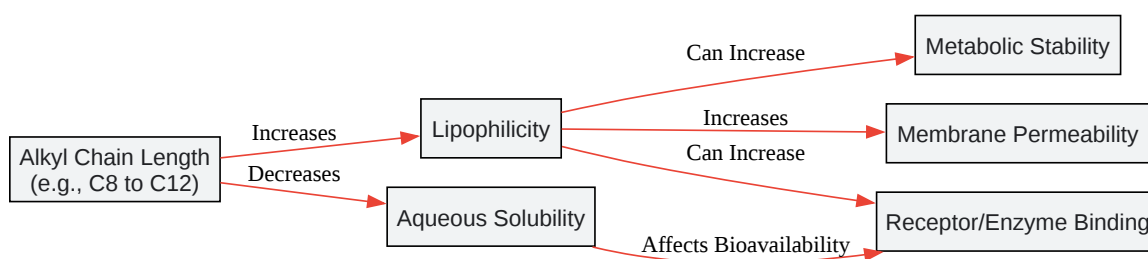 Alkyl Chain Length
(e.g., C8 to C12)
Increases
Decreases
Lipophilicity
Aqueous Solubility
Can Increase
Increases
Can Increase
Affects Bioavailability
Metabolic Stability
Membrane Permeability
Receptor/Enzyme Binding